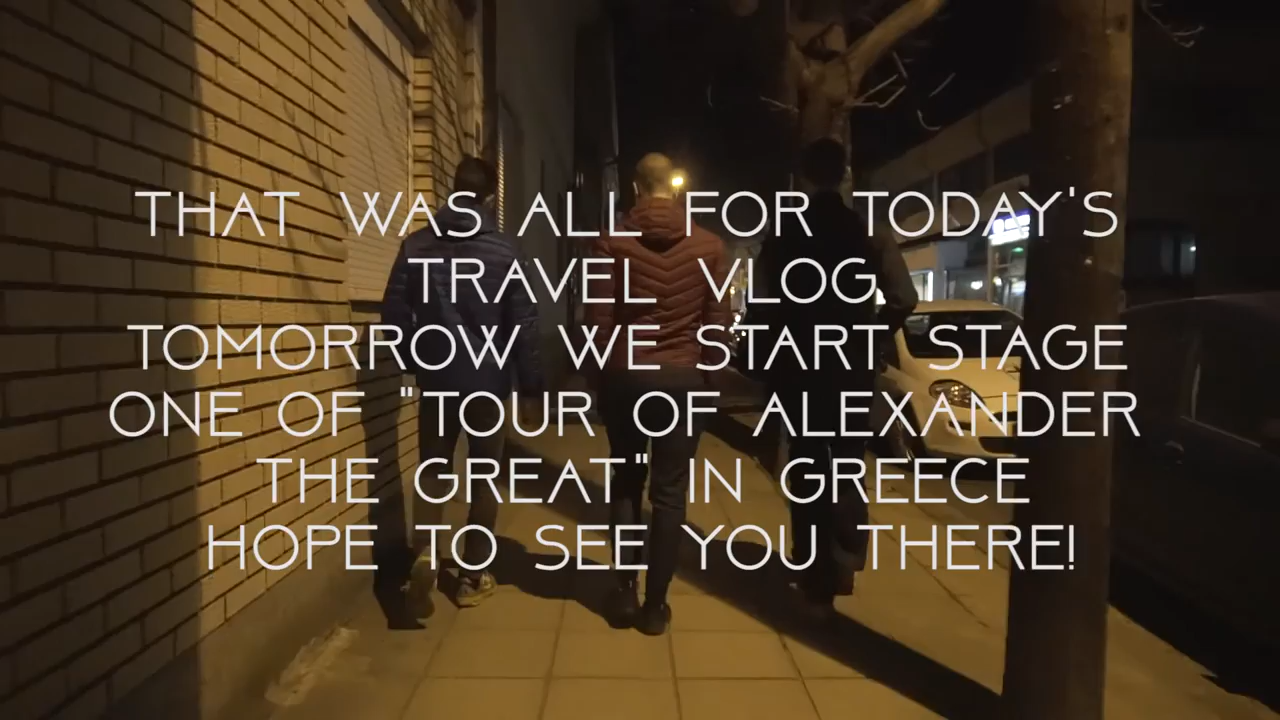 THAT WAS ALL FOR TODAY'S
TRAVEL VLOG.
TOMORROW WE START STAGE
ONE OF "TOUR OF ALEXANDER
THE GREAT" IN GREECE
HOPE TO SEE YOU THERE!